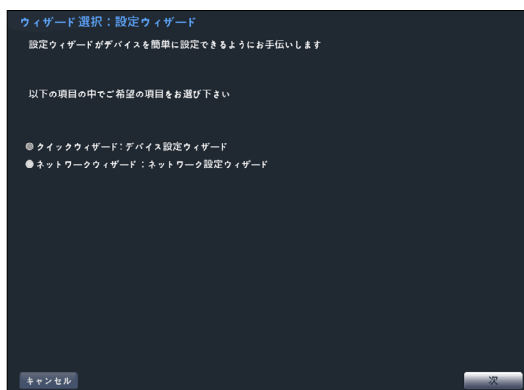 ウィザード選択：設定ウィザード
設定ウィザードがデバイスを簡単に設定できるようにお手伝いします
以下の項目の中でご希望の項目をお選び下さい
クイックウィザード：デバイス設定ウィザード
ネットワークウィザード：ネットワーク設定ウィザード
キャンセル
次